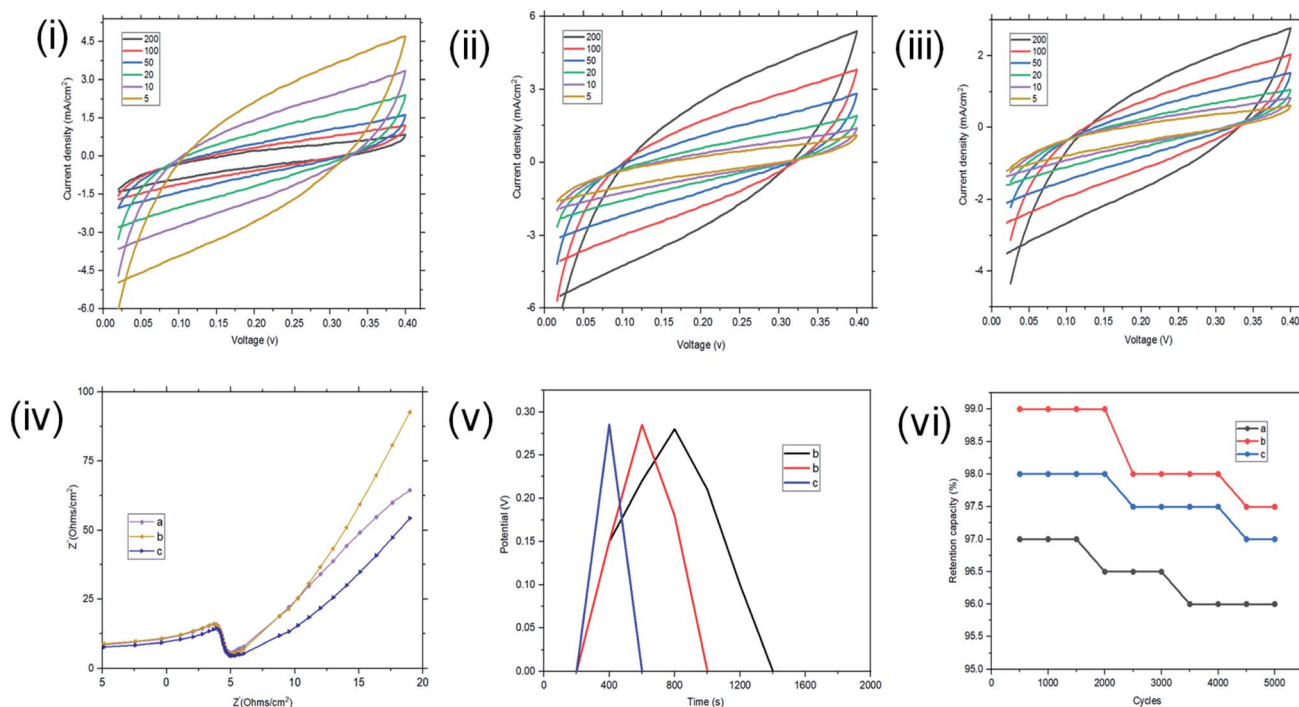 (i)
200
100
50
20
10
5
4.5
3.0
1.5
0.0
-1.5
-3.0
-4.5
-6.0
Current density (mA/cm²)
0.00 0.05 0.10 0.15 0.20 0.25 0.30 0.35 0.40
Voltage (v)
(ii)
200
100
50
20
10
5
6
3
0
-3
-6
Current density (mA/cm²)
0.00 0.05 0.10 0.15 0.20 0.25 0.30 0.35 0.40
Voltage (v)
(iii)
200
100
50
20
10
5
2
0
-2
-4
Current density (mA/cm²)
0.00 0.05 0.10 0.15 0.20 0.25 0.30 0.35 0.40
Voltage (V)
(iv)
100
75
50
25
0
Z''(Ohms/cm²)
a
b
c
-5 0 5 10 15 20
Z'(Ohms/cm²)
(v)
0.30
0.25
0.20
0.15
0.10
0.05
0.00
Potential (V)
b
b
c
0 400 800 1200 1600 2000
Time (s)
(vi)
99.0
98.5
98.0
97.5
97.0
96.5
96.0
95.5
95.0
Retention capacity (%)
a
b
c
0 1000 2000 3000 4000 5000
Cycles